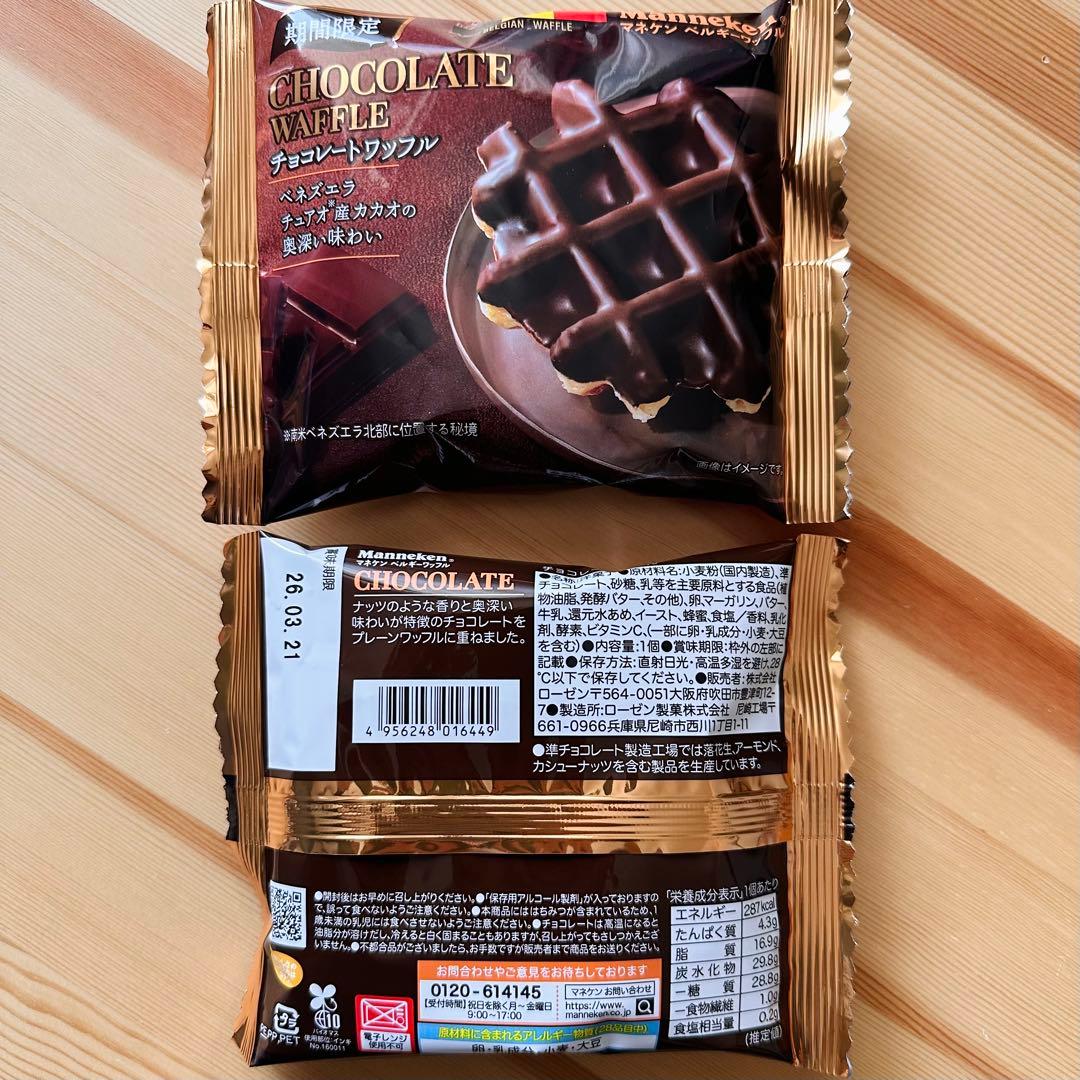 期間限定
BELGIAN WAFFLE
Manneken®
マネケン ベルギーワッフル
CHOCOLATE
WAFFLE
チョコレートワッフル
ベネズエラ
チュアオ※産カカオの
奥深い味わい
※南米ベネズエラ北部に位置する秘境
画像はイメージです。
賞味期限
26.03.21
Manneken®
マネケン ベルギーワッフル
CHOCOLATE
ナッツのような香りと奥深い
味わいが特徴のチョコレートを
プレーンワッフルに重ねました。
4 956248 016449
●原材料名:小麦粉(国内製造)、準
チョコレート、砂糖、乳等を主要原料とする食品(植
物油脂、発酵バター、その他)、卵、マーガリン、バター、
牛乳、還元水あめ、イースト、蜂蜜、食塩/香料、乳化
剤、酵素、ビタミンC、(一部に卵・乳成分・小麦・大豆
を含む)●内容量:1個●賞味期限:枠外の左部に
記載●保存方法:直射日光・高温多湿を避け、28
℃以下で保存してください。●販売者:株式会社
ローゼン〒564-0051大阪府吹田市豊津町12-
7●製造所:ローゼン製菓株式会社 尼崎工場〒
661-0966兵庫県尼崎市西川1丁目1-11
●準チョコレート製造工場では落花生、アーモンド、
カシューナッツを含む製品を生産しています。
●開封後はお早めに召し上がりください。●「保存用アルコール製剤」が入っておりますの
で、誤って食べないようご注意ください。●本商品にははちみつが含まれているため、1
歳未満の乳児には食べさせないようご注意ください。●チョコレートは高温になると
油脂分が溶けだし、冷えると白く固まることもありますが、召し上がってもさしつかえござ
いません。●不都合品がございましたら、お手数ですが販売者まで商品をお送りください。
お問合わせやご意見をお待ちしております
0120-614145
【受付時間】祝日を除く月～金曜日
9:00～17:00
マネケン お問い合わせ
https://www.
manneken.co.jp
原材料に含まれるアレルギー物質(28品目中)
卵・乳成分・小麦・大豆
プラ
PE,PP,PET
10
バイオマス
使用部位:インキ
No.160011
電子レンジ
使用不可
「栄養成分表示」1個あたり
エネルギー 287kcal
たんぱく質 4.3g
脂質 16.9g
炭水化物 29.8g
－糖質 28.8g
－食物繊維 1.0g
食塩相当量 0.2g
(推定値)